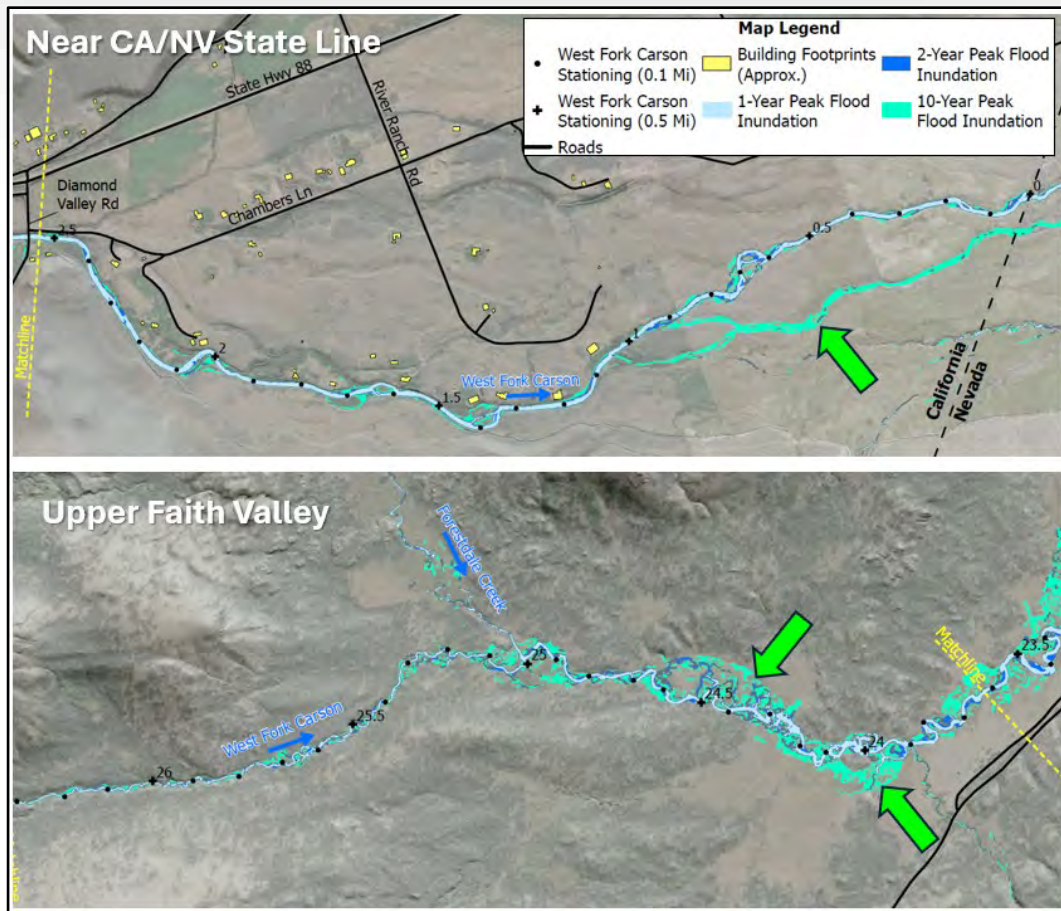 Near CA/NV State Line
Map Legend
West Fork Carson
Stationing (0.1 Mi)
West Fork Carson
Stationing (0.5 Mi)
Roads
Building Footprints
(Approx.)
1-Year Peak Flood
Inundation
2-Year Peak Flood
Inundation
10-Year Peak
Flood Inundation
State Hwy 88
River Ranch Rd
Chambers Ln
Diamond
Valley Rd
Matchline
2.5
2
1.5
1
0.5
0
West Fork Carson
California
Nevada
Upper Faith Valley
Forestdale Creek
West Fork Carson
26
25.5
25
24.5
24
23.5
Matchline